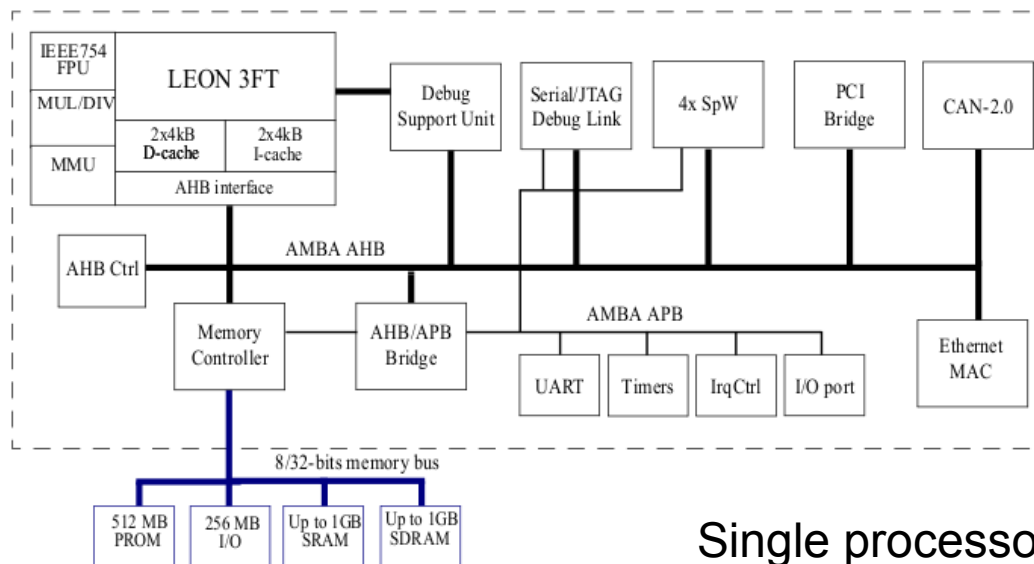 IEEE754
FPU
MUL/DIV
MMU
LEON 3FT
2x4kB
D-cache
2x4kB
I-cache
AHB interface
Debug
Support Unit
Serial/JTAG
Debug Link
4x SpW
PCI
Bridge
CAN-2.0
AHB Ctrl
AMBA AHB
Memory
Controller
AHB/APB
Bridge
AMBA APB
UART
Timers
IrqCtrl
I/O port
Ethernet
MAC
8/32-bits memory bus
512 MB
PROM
256 MB
I/O
Up to 1GB
SRAM
Up to 1GB
SDRAM
Single processo